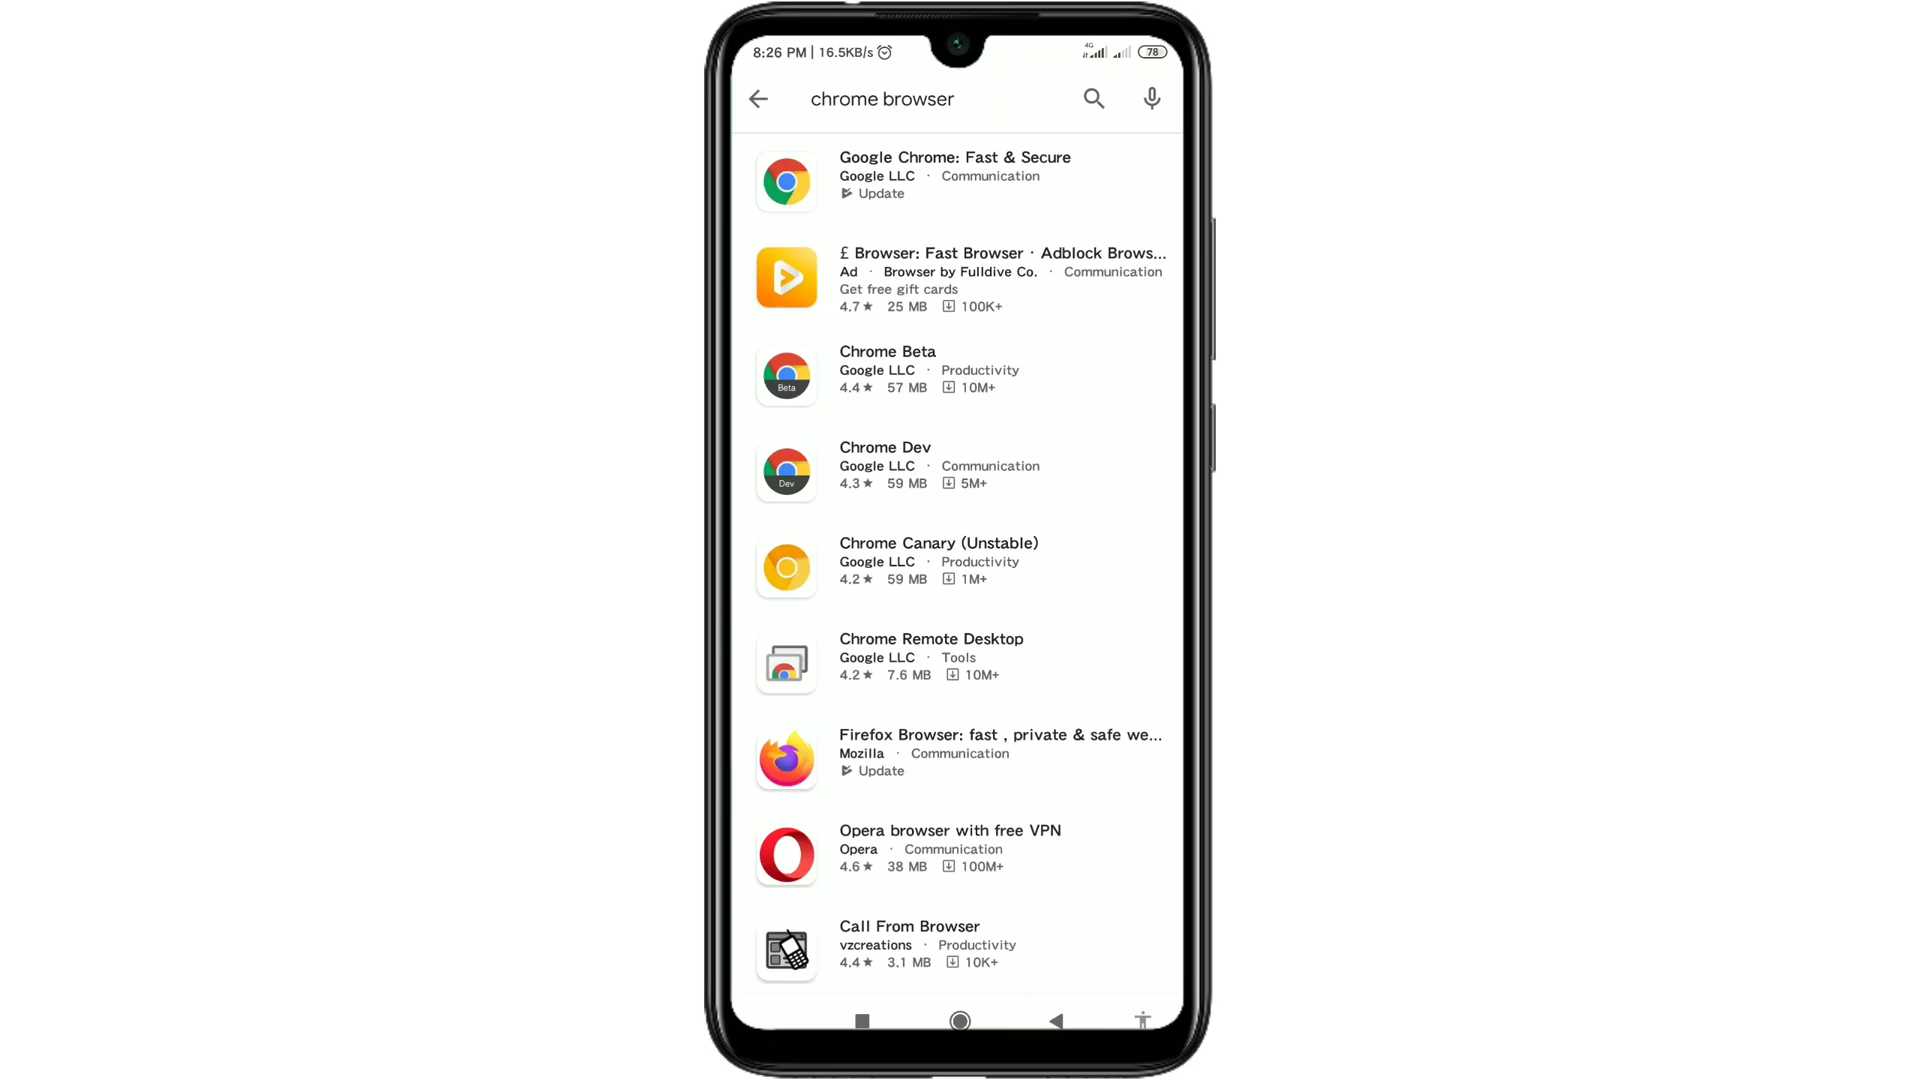 8:26 PM | 16.5KB/s 4G 78
chrome browser
Google Chrome: Fast & Secure
Google LLC · Communication
Update
£ Browser: Fast Browser · Adblock Brows...
Ad · Browser by Fulldive Co. · Communication
Get free gift cards
4.7★ 25 MB 100K+
Chrome Beta
Google LLC · Productivity
Beta
4.4★ 57 MB 10M+
Chrome Dev
Google LLC · Communication
Dev
4.3★ 59 MB 5M+
Chrome Canary (Unstable)
Google LLC · Productivity
4.2★ 59 MB 1M+
Chrome Remote Desktop
Google LLC · Tools
4.2★ 7.6 MB 10M+
Firefox Browser: fast , private & safe we...
Mozilla · Communication
Update
Opera browser with free VPN
Opera · Communication
4.6★ 38 MB 100M+
Call From Browser
vzcreations · Productivity
4.4★ 3.1 MB 10K+